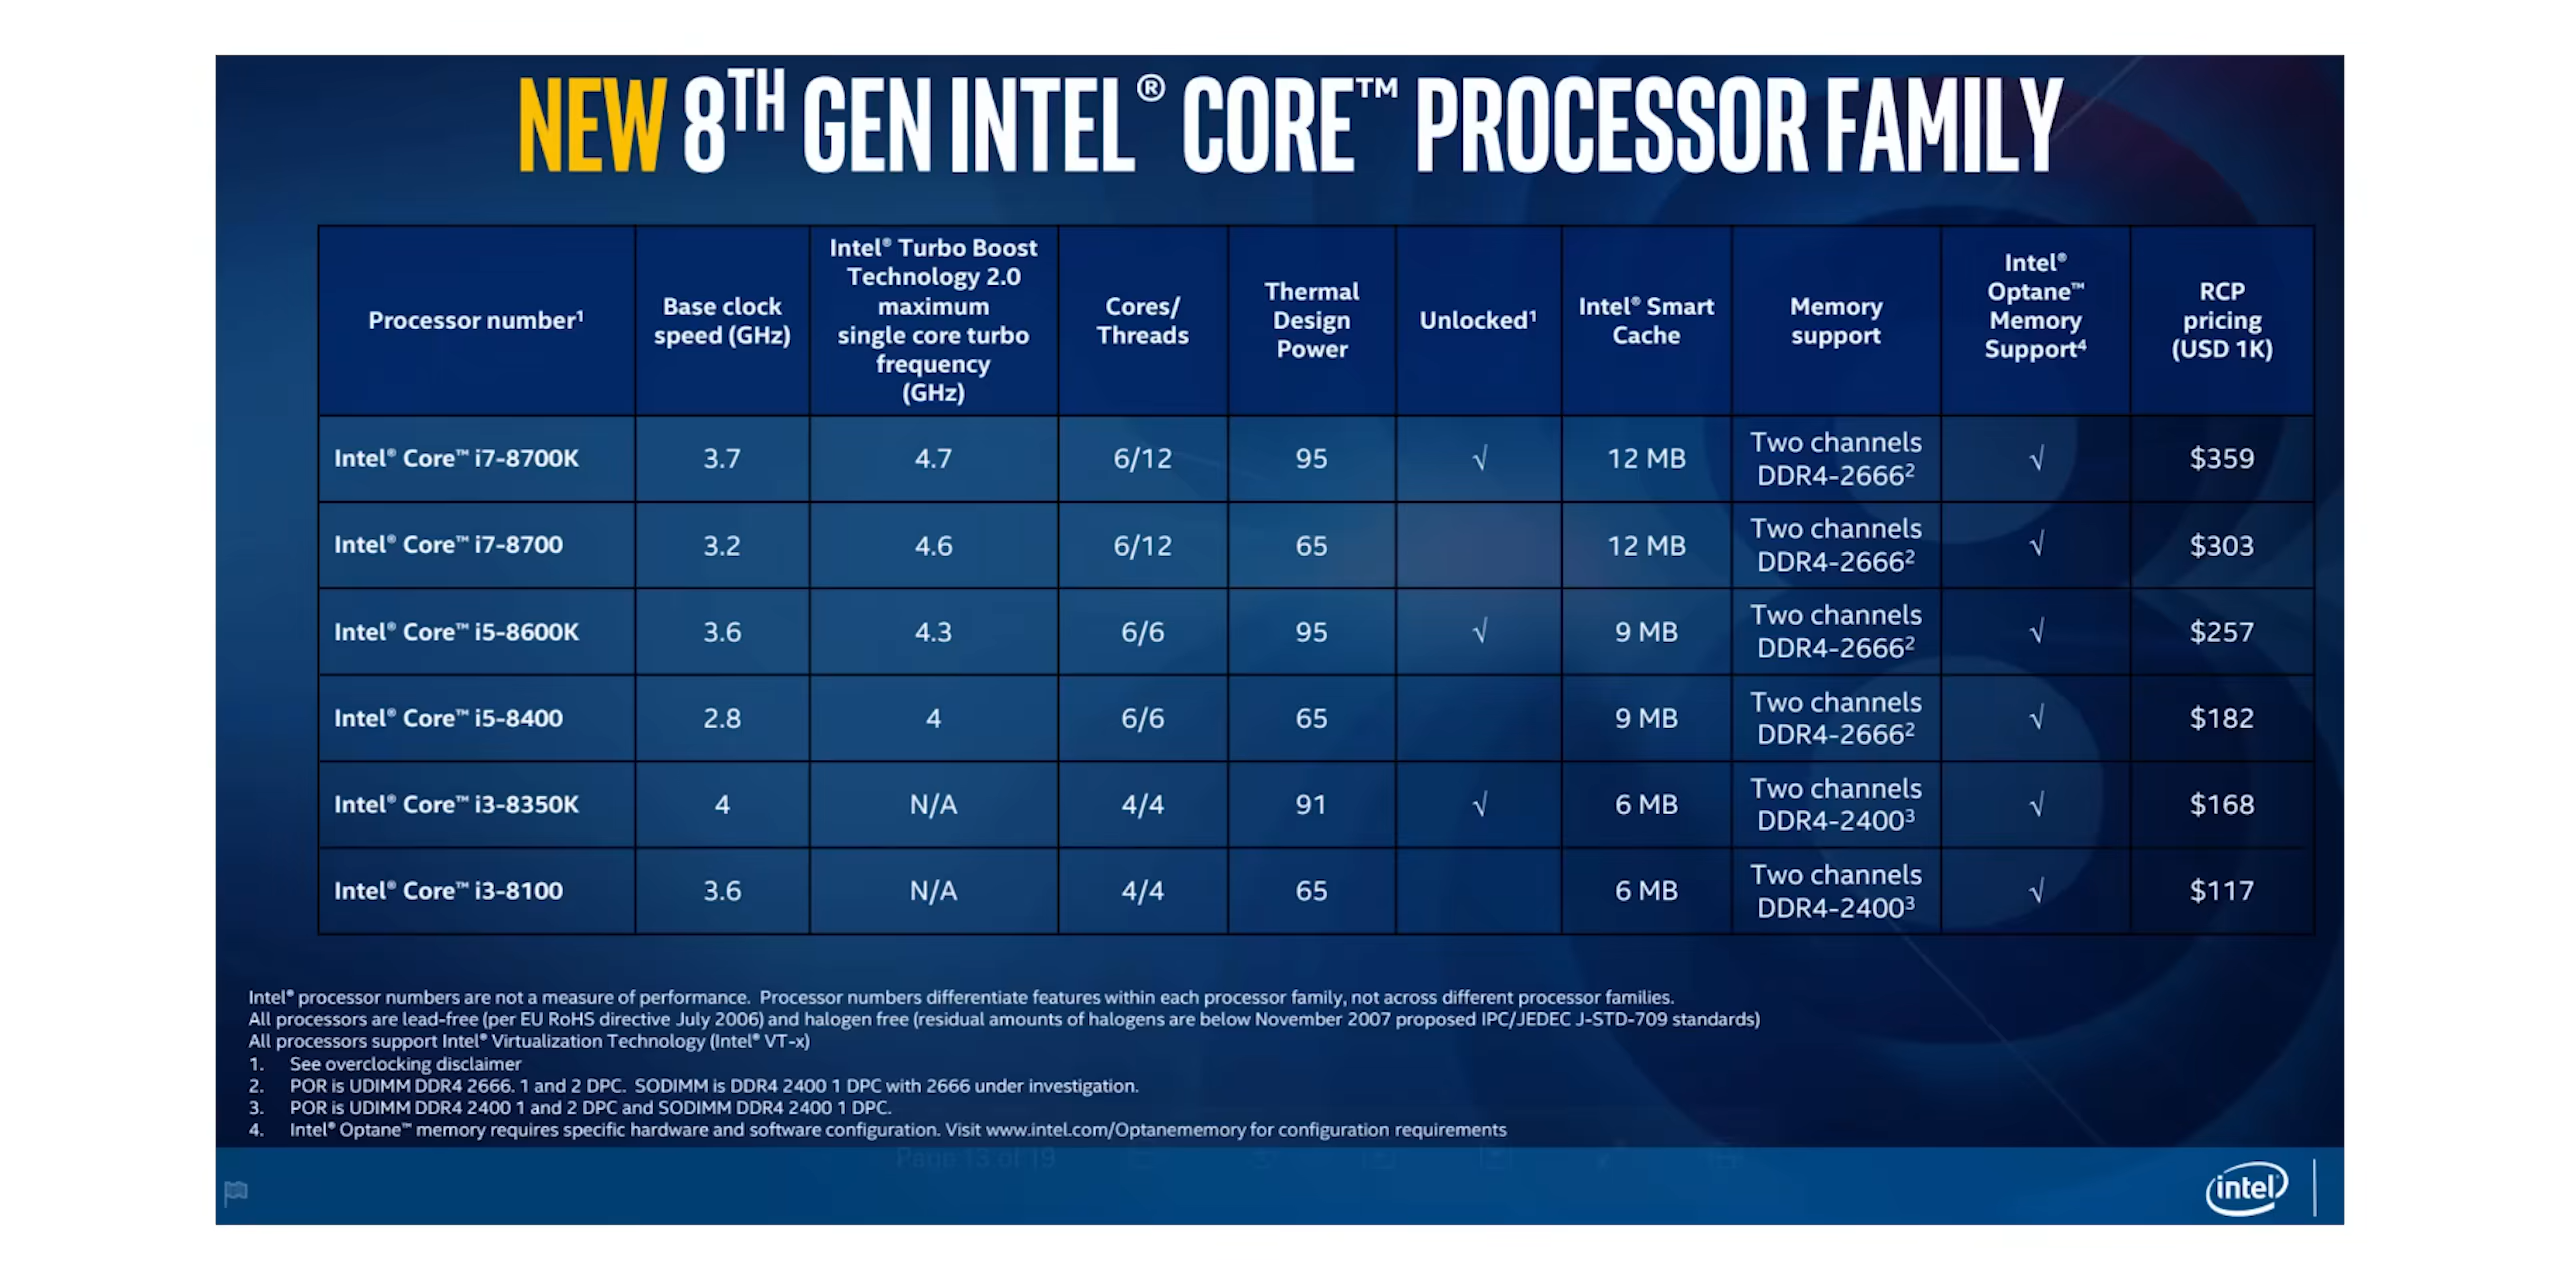 NEW 8TH GEN INTEL® CORE™ PROCESSOR FAMILY
Processor number¹
Base clock
speed (GHz)
Intel® Turbo Boost
Technology 2.0
maximum
single core turbo
frequency
(GHz)
Cores/
Threads
Thermal
Design
Power
Unlocked¹
Intel® Smart
Cache
Memory
support
Intel®
Optane™
Memory
Support⁴
RCP
pricing
(USD 1K)
Intel® Core™ i7-8700K 3.7 4.7 6/12 95 √ 12 MB Two channels
DDR4-2666² √ $359
Intel® Core™ i7-8700 3.2 4.6 6/12 65 12 MB Two channels
DDR4-2666² √ $303
Intel® Core™ i5-8600K 3.6 4.3 6/6 95 √ 9 MB Two channels
DDR4-2666² √ $257
Intel® Core™ i5-8400 2.8 4 6/6 65 9 MB Two channels
DDR4-2666² √ $182
Intel® Core™ i3-8350K 4 N/A 4/4 91 √ 6 MB Two channels
DDR4-2400³ √ $168
Intel® Core™ i3-8100 3.6 N/A 4/4 65 6 MB Two channels
DDR4-2400³ √ $117
Intel® processor numbers are not a measure of performance. Processor numbers differentiate features within each processor family, not across different processor families.
All processors are lead-free (per EU RoHS directive July 2006) and halogen free (residual amounts of halogens are below November 2007 proposed IPC/JEDEC J-STD-709 standards)
All processors support Intel® Virtualization Technology (Intel® VT-x)
1. See overclocking disclaimer
2. POR is UDIMM DDR4 2666. 1 and 2 DPC. SODIMM is DDR4 2400 1 DPC with 2666 under investigation.
3. POR is UDIMM DDR4 2400 1 and 2 DPC and SODIMM DDR4 2400 1 DPC.
4. Intel® Optane™ memory requires specific hardware and software configuration. Visit www.intel.com/Optanememory for configuration requirements
Page 13 of 19
intel